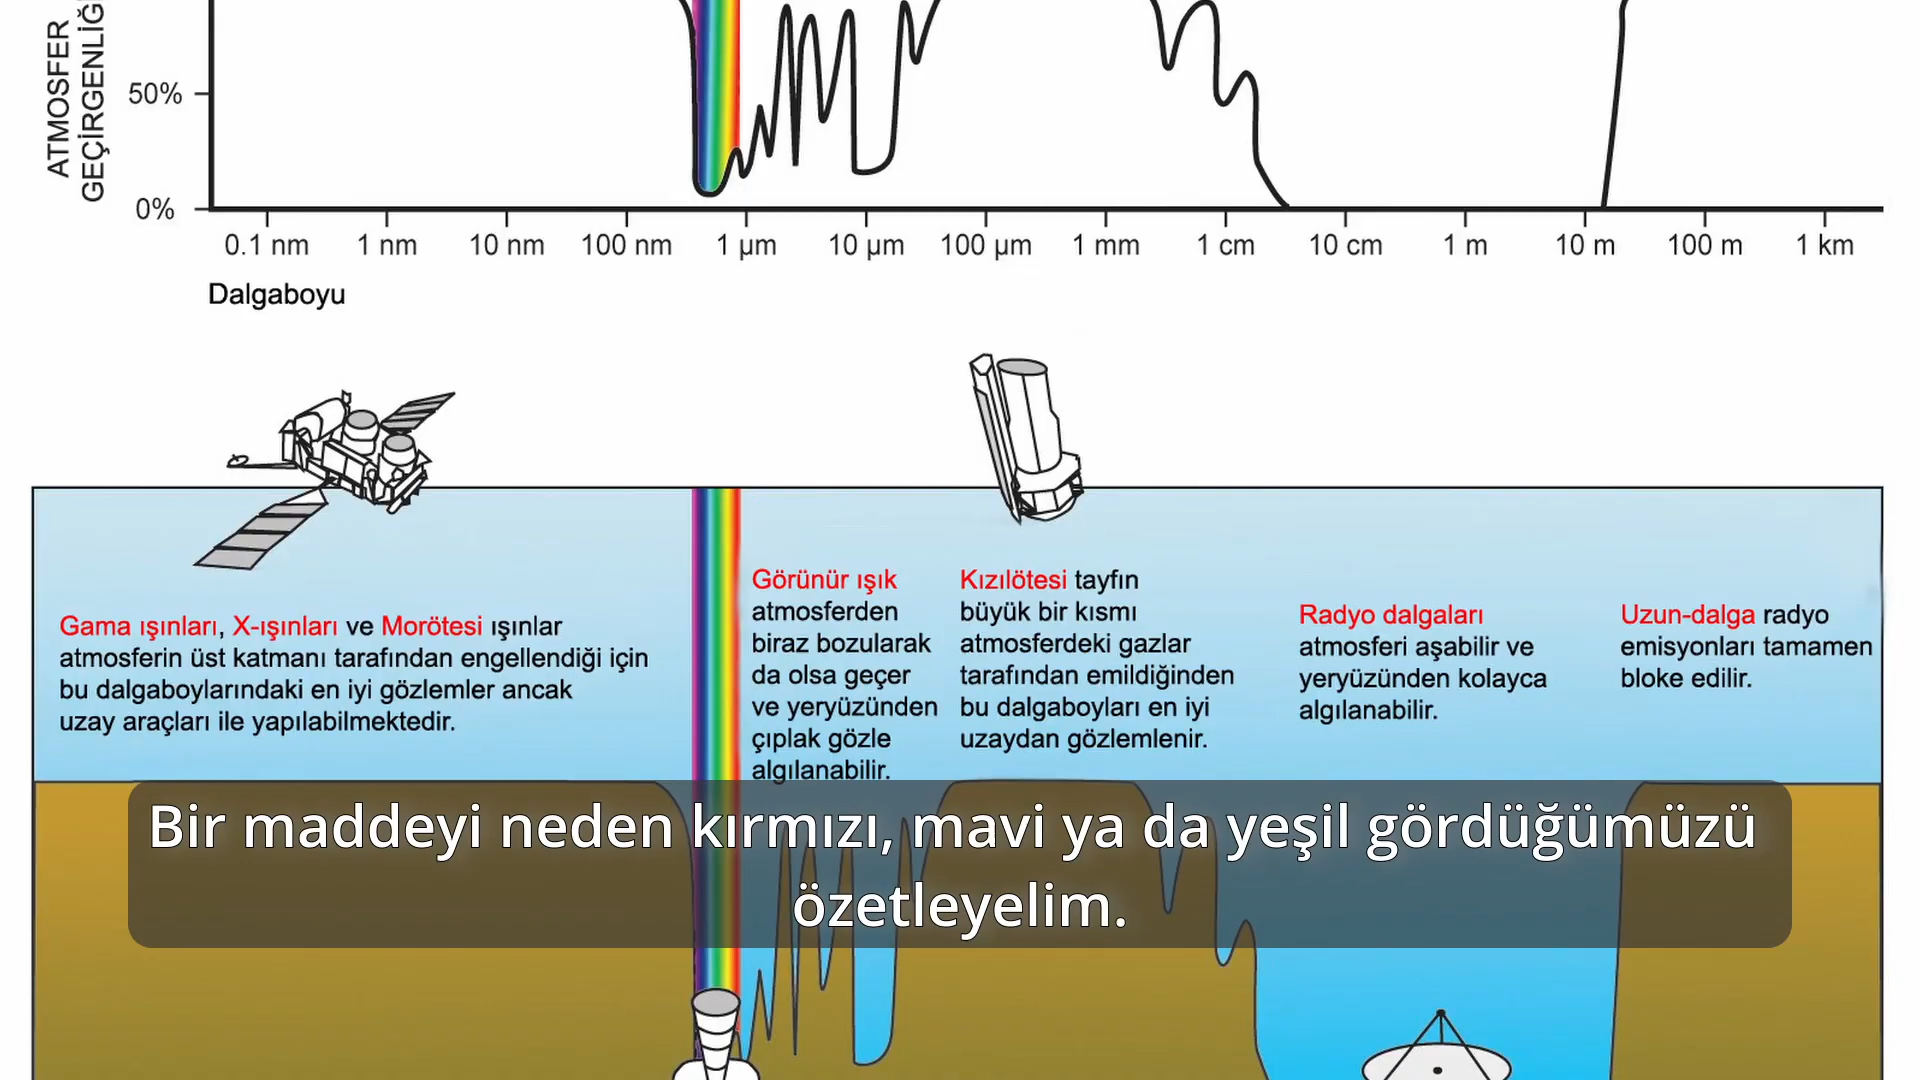 ATMOSFER
GEÇİRGENLİĞ
50%
0%
0.1 nm 1 nm 10 nm 100 nm 1 µm 10 µm 100 µm 1 mm 1 cm 10 cm 1 m 10 m 100 m 1 km
Dalgaboyu
Gama ışınları, X-ışınları ve Morötesi ışınlar
atmosferin üst katmanı tarafından engellendiği için
bu dalgaboylarındaki en iyi gözlemler ancak
uzay araçları ile yapılabilmektedir.
Görünür ışık
atmosferden
biraz bozularak
da olsa geçer
ve yeryüzünden
çıplak gözle
algılanabilir.
Kızılötesi tayfın
büyük bir kısmı
atmosferdeki gazlar
tarafından emildiğinden
bu dalgaboyları en iyi
uzaydan gözlemlenir.
Radyo dalgaları
atmosferi aşabilir ve
yeryüzünden kolayca
algılanabilir.
Uzun-dalga radyo
emisyonları tamamen
bloke edilir.
Bir maddeyi neden kırmızı, mavi ya da yeşil gördüğümüzü
özetleyelim.